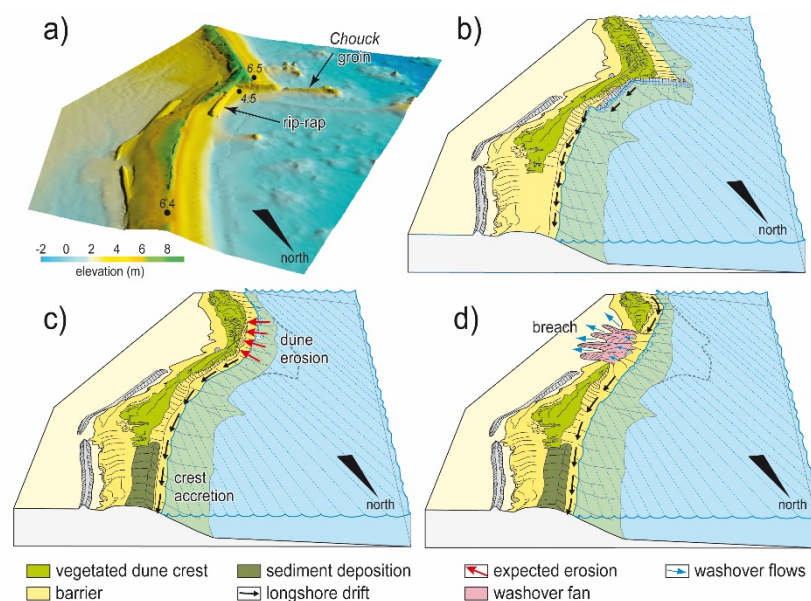 a)
Chouck
groin
6.5
4.5
rip-rap
6.4
north
-2 0 2 4 6 8
elevation (m)
b)
north
c)
dune
erosion
crest
accretion
north
d)
breach
north
vegetated dune crest
sediment deposition
expected erosion
washover flows
barrier
longshore drift
washover fan